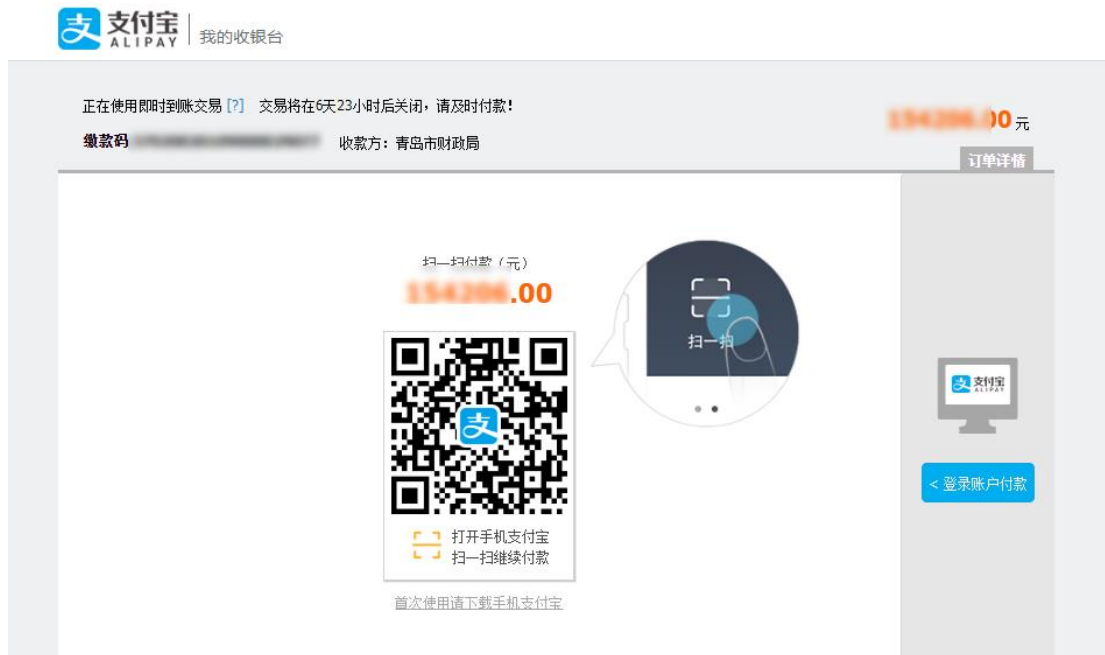 支付宝
ALIPAY
我的收银台
正在使用即时到账交易 [?] 交易将在6天23小时后关闭，请及时付款！
缴款码 收款方：青岛市财政局
00 元
订单详情
扫一扫付款（元）
.00
扫一扫
支
打开手机支付宝
扫一扫继续付款
首次使用请下载手机支付宝
支付宝
ALIPAY
< 登录账户付款